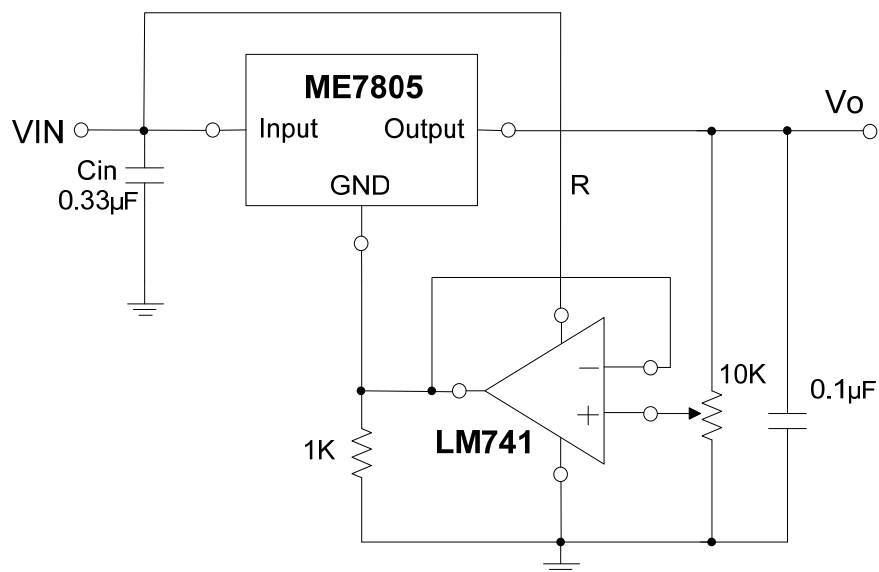 ME7805
VIN
Input
Output
Vo
Cin
0.33µF
GND
R
10K
0.1µF
1K
LM741
−
+